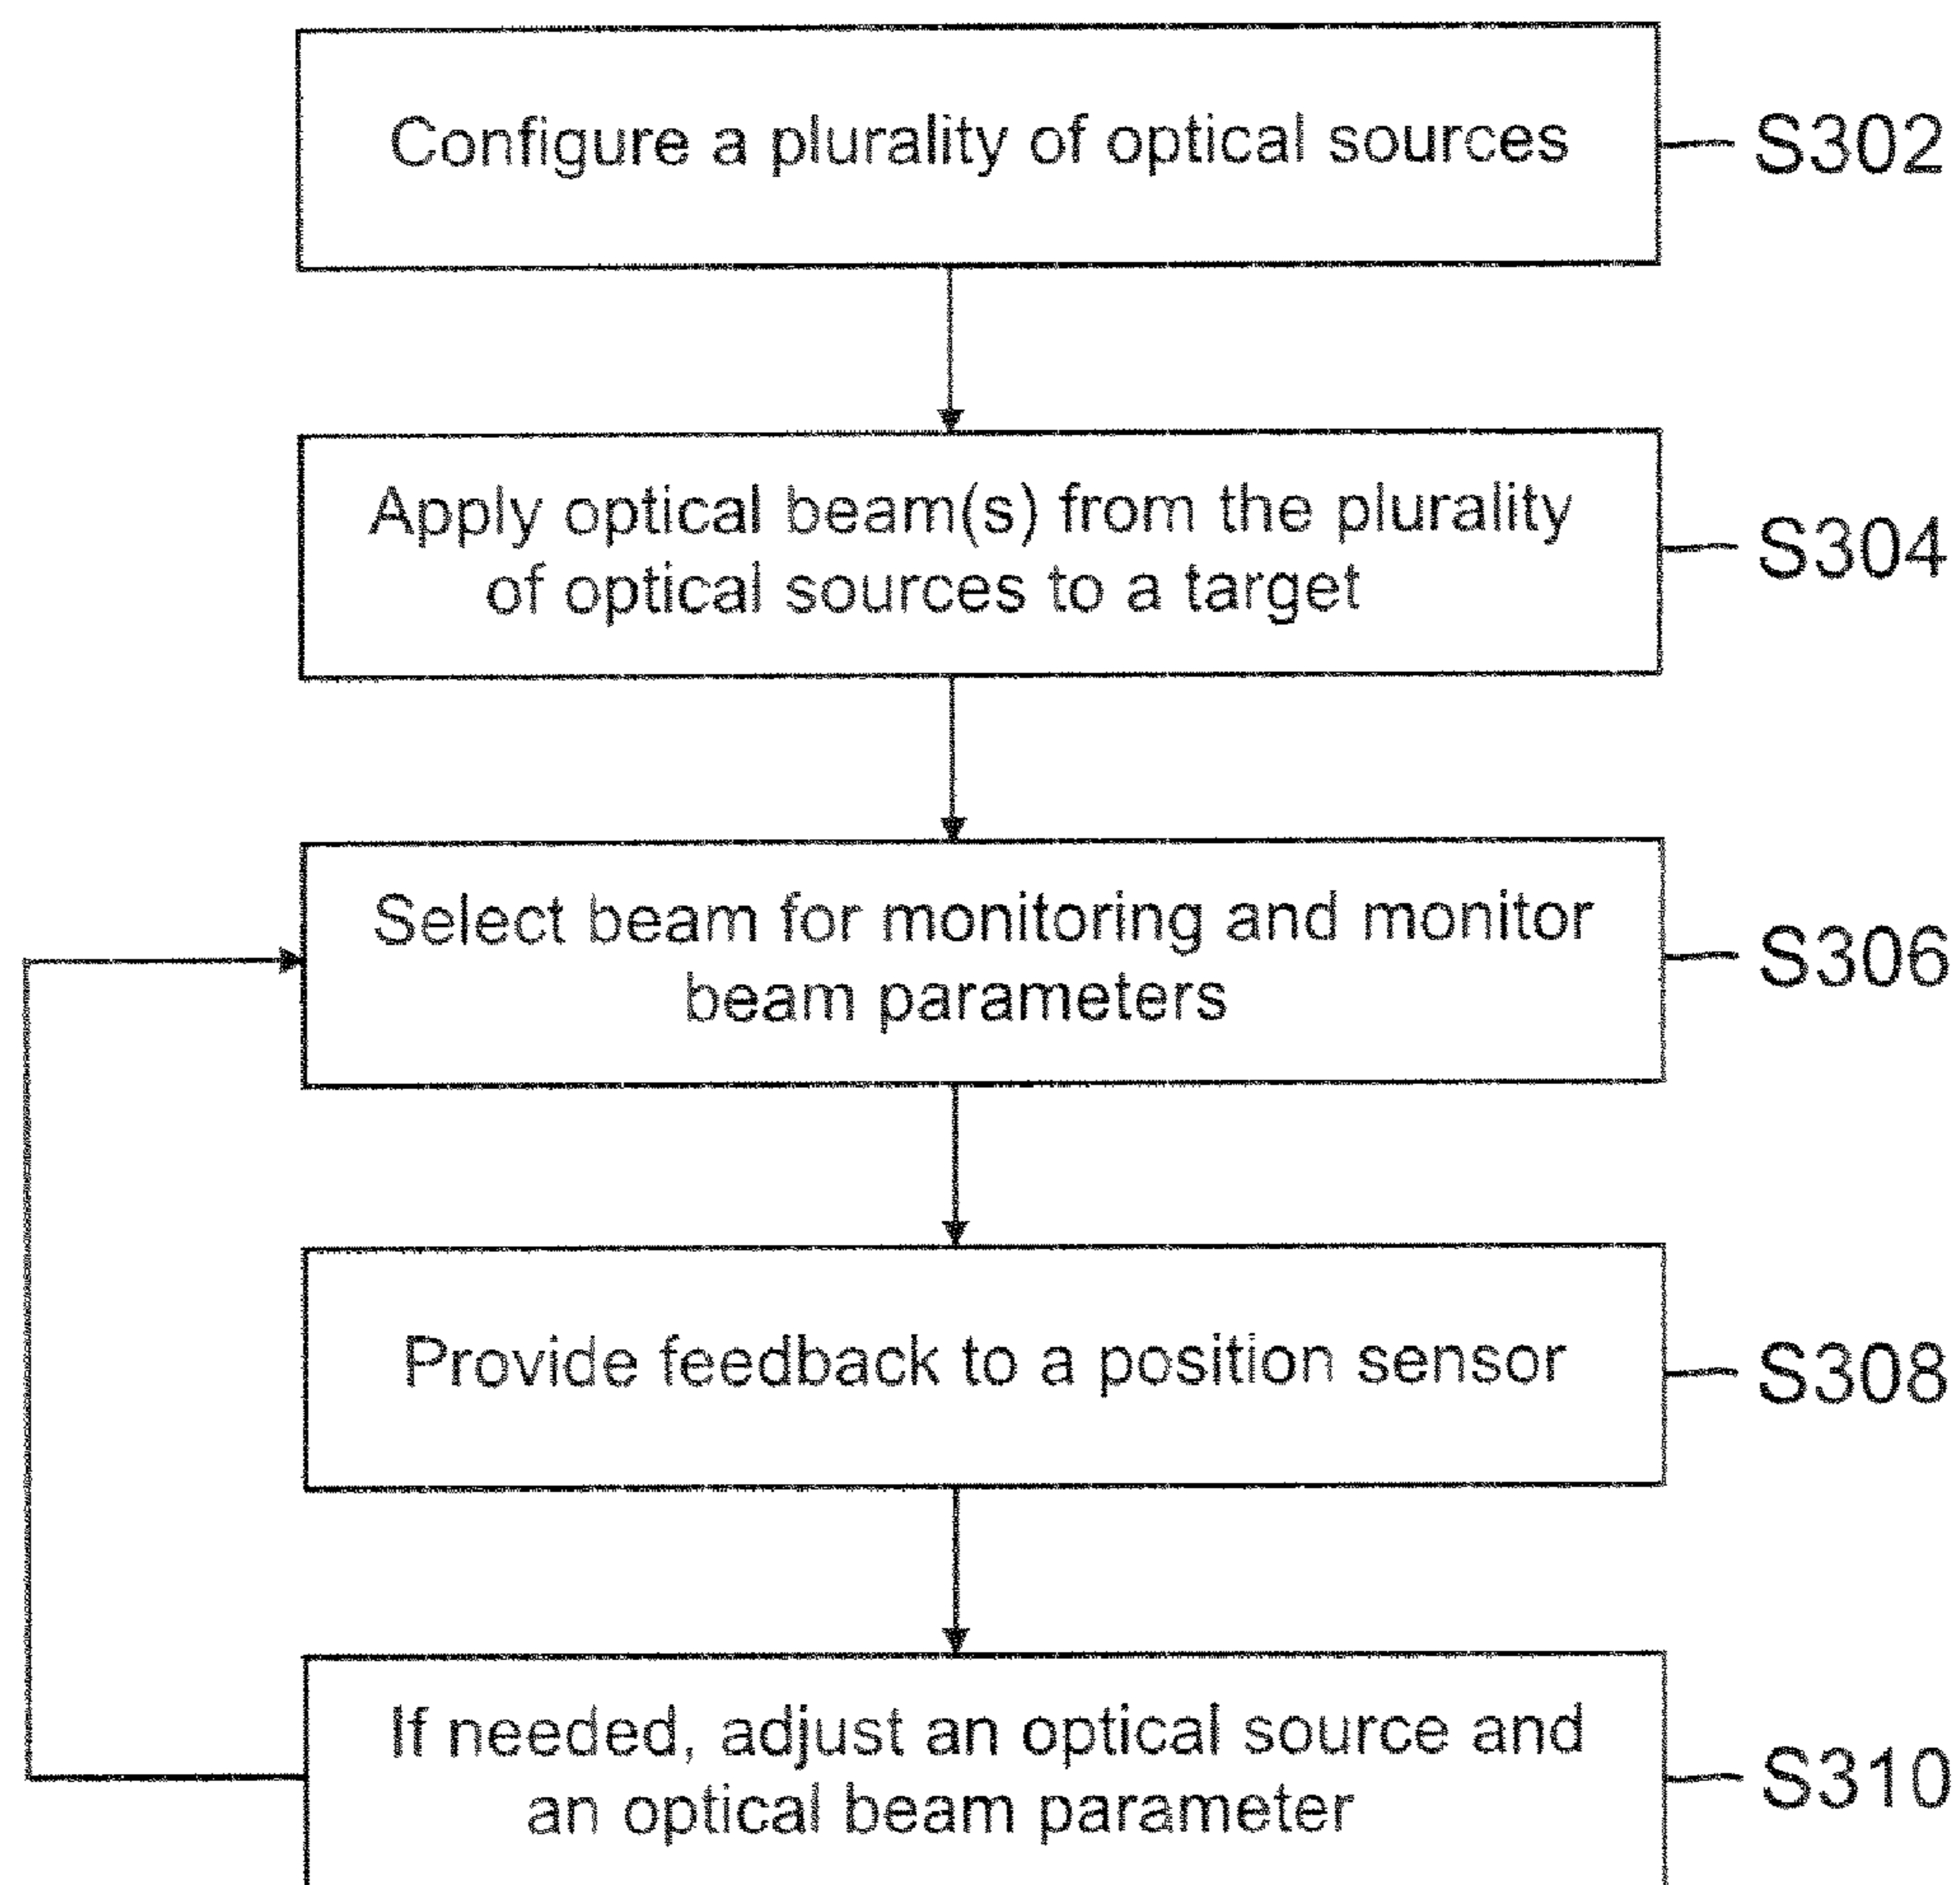 Configure a plurality of optical sources
S302
Apply optical beam(s) from the plurality
of optical sources to a target
S304
Select beam for monitoring and monitor
beam parameters
S306
Provide feedback to a position sensor
S308
If needed, adjust an optical source and
an optical beam parameter
S310